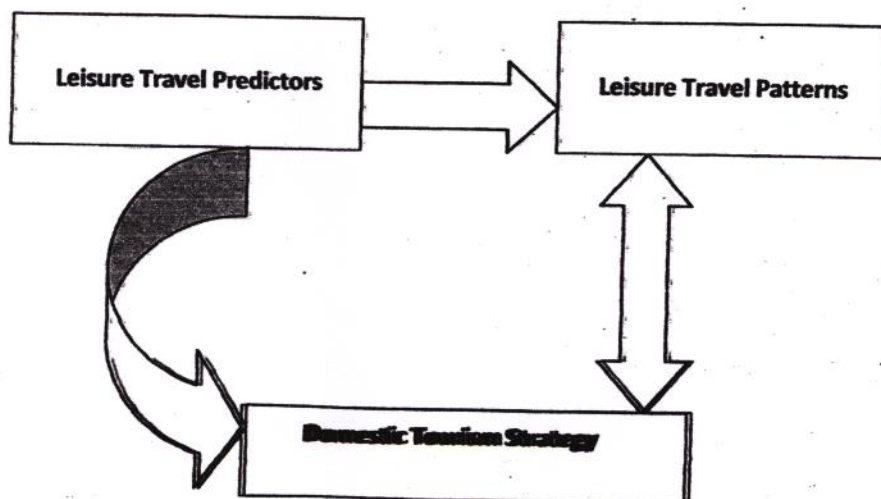 Leisure Travel Predictors
Leisure Travel Patterns
Domestic Tourism Strategy